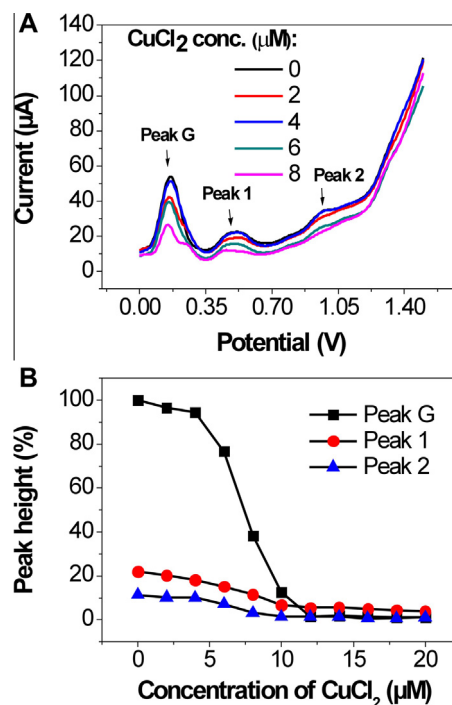 A
CuCl2 conc. (μM):
0
2
4
6
8
Peak G
Peak 1
Peak 2
140
120
100
80
60
40
20
0
Current (μA)
0.00 0.35 0.70 1.05 1.40
Potential (V)
B
Peak G
Peak 1
Peak 2
100
80
60
40
20
0
Peak height (%)
0 5 10 15 20
Concentration of CuCl2 (μM)